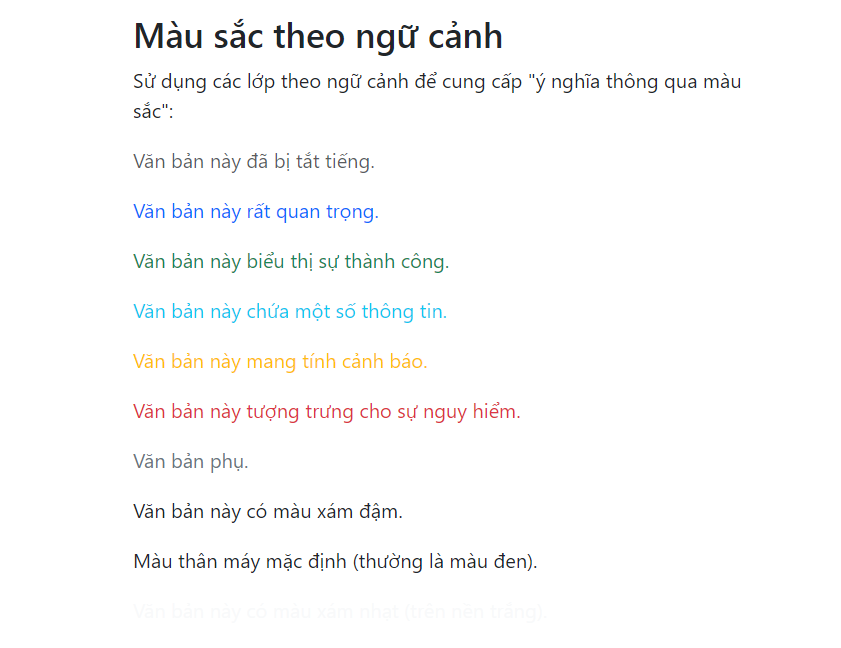 Màu sắc theo ngữ cảnh
Sử dụng các lớp theo ngữ cảnh để cung cấp "ý nghĩa thông qua màu
sắc":
Văn bản này đã bị tắt tiếng.
Văn bản này rất quan trọng.
Văn bản này biểu thị sự thành công.
Văn bản này chứa một số thông tin.
Văn bản này mang tính cảnh báo.
Văn bản này tượng trưng cho sự nguy hiểm.
Văn bản phụ.
Văn bản này có màu xám đậm.
Màu thân máy mặc định (thường là màu đen).
Văn bản này có màu xám nhạt (trên nền trắng).